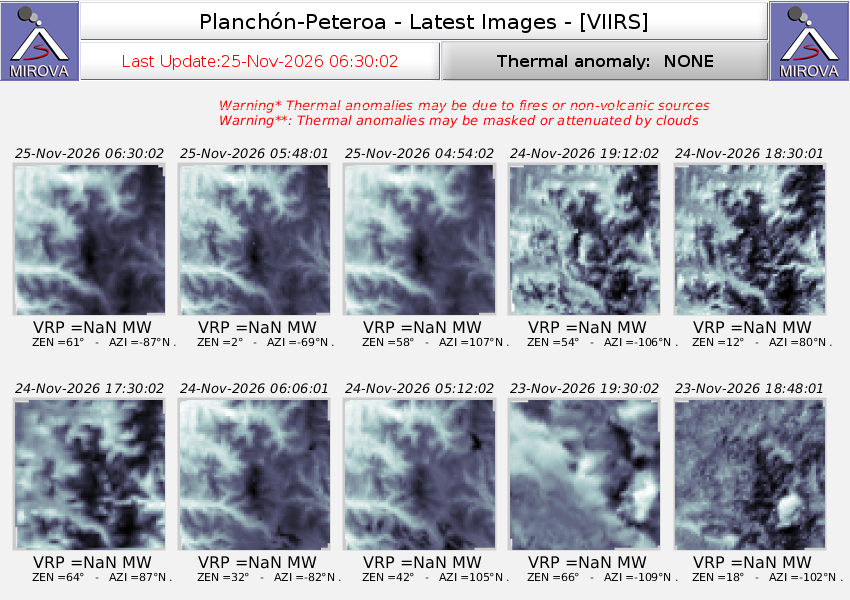 Planchón-Peteroa - Latest Images - [VIIRS]
MIROVA
Last Update:25-Nov-2026 06:30:02
Thermal anomaly: NONE
MIROVA
Warning* Thermal anomalies may be due to fires or non-volcanic sources
Warning**: Thermal anomalies may be masked or attenuated by clouds
25-Nov-2026 06:30:02 25-Nov-2026 05:48:01 25-Nov-2026 04:54:02 24-Nov-2026 19:12:02 24-Nov-2026 18:30:01
VRP =NaN MW VRP =NaN MW VRP =NaN MW VRP =NaN MW VRP =NaN MW
ZEN =61° - AZI =-87°N . ZEN =2° - AZI =-69°N . ZEN =58° - AZI =107°N . ZEN =54° - AZI =-106°N . ZEN =12° - AZI =80°N .
24-Nov-2026 17:30:02 24-Nov-2026 06:06:01 24-Nov-2026 05:12:02 23-Nov-2026 19:30:02 23-Nov-2026 18:48:01
VRP =NaN MW VRP =NaN MW VRP =NaN MW VRP =NaN MW VRP =NaN MW
ZEN =64° - AZI =87°N . ZEN =32° - AZI =-82°N . ZEN =42° - AZI =105°N . ZEN =66° - AZI =-109°N . ZEN =18° - AZI =-102°N .